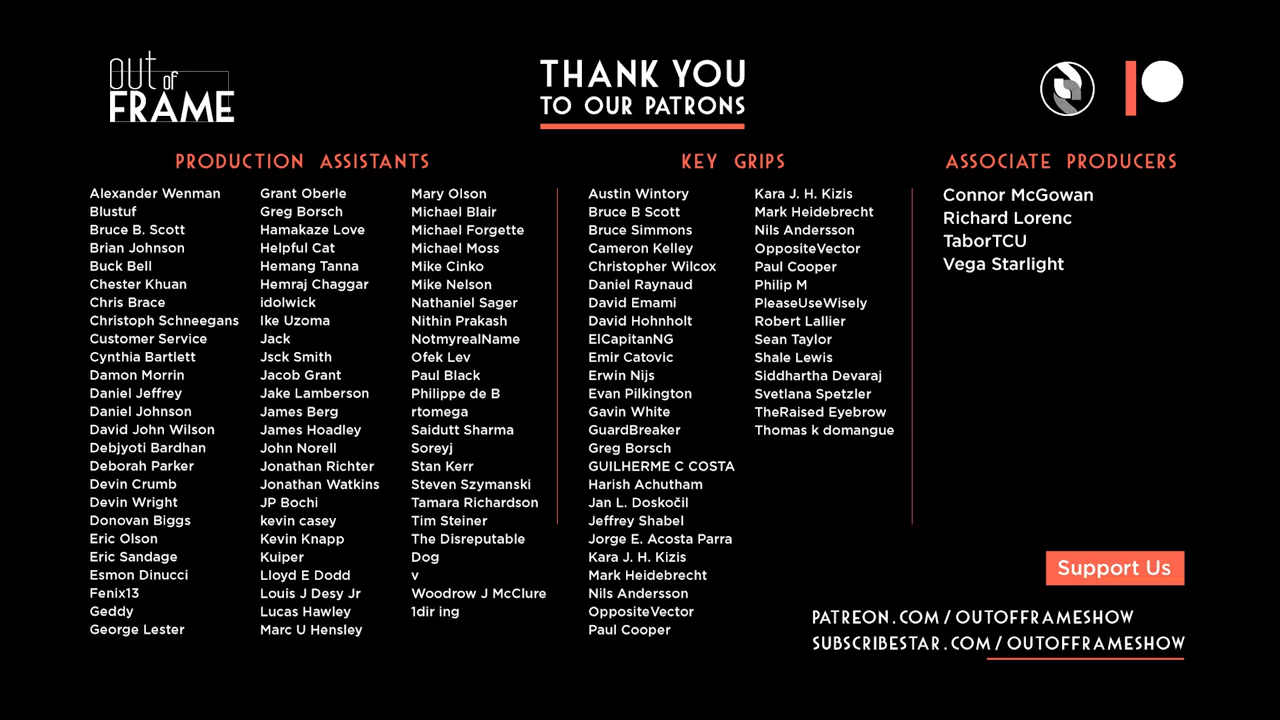 OUT OF
FRAME
THANK YOU
TO OUR PATRONS
PRODUCTION ASSISTANTS
Alexander Wenman
Blustuf
Bruce B. Scott
Brian Johnson
Buck Bell
Chester Khuan
Chris Brace
Christoph Schneegans
Customer Service
Cynthia Bartlett
Damon Morrin
Daniel Jeffrey
Daniel Johnson
David John Wilson
Debjyoti Bardhan
Deborah Parker
Devin Crumb
Devin Wright
Donovan Biggs
Eric Olson
Eric Sandage
Esmon Dinucci
Fenix13
Geddy
George Lester
Grant Oberle
Greg Borsch
Hamakaze Love
Helpful Cat
Hemang Tanna
Hemraj Chaggar
idolwick
Ike Uzoma
Jack
Jsck Smith
Jacob Grant
Jake Lamberson
James Berg
James Hoadley
John Norell
Jonathan Richter
Jonathan Watkins
JP Bochi
kevin casey
Kevin Knapp
Kuiper
Lloyd E Dodd
Louis J Desy Jr
Lucas Hawley
Marc U Hensley
Mary Olson
Michael Blair
Michael Forgette
Michael Moss
Mike Cinko
Mike Nelson
Nathaniel Sager
Nithin Prakash
NotmyrealName
Ofek Lev
Paul Black
Philippe de B
rtomega
Saidutt Sharma
Soreyj
Stan Kerr
Steven Szymanski
Tamara Richardson
Tim Steiner
The Disreputable
Dog
v
Woodrow J McClure
1dir ing
KEY GRIPS
Austin Wintory
Bruce B Scott
Bruce Simmons
Cameron Kelley
Christopher Wilcox
Daniel Raynaud
David Emami
David Hohnholt
ElCapitanNG
Emir Catovic
Erwin Nijs
Evan Pilkington
Gavin White
GuardBreaker
Greg Borsch
GUILHERME C COSTA
Harish Achutham
Jan L. Doskočil
Jeffrey Shabel
Jorge E. Acosta Parra
Kara J. H. Kizis
Mark Heidebrecht
Nils Andersson
OppositeVector
Paul Cooper
Kara J. H. Kizis
Mark Heidebrecht
Nils Andersson
OppositeVector
Paul Cooper
Philip M
PleaseUseWisely
Robert Lallier
Sean Taylor
Shale Lewis
Siddhartha Devaraj
Svetlana Spetzler
TheRaised Eyebrow
Thomas k domangue
ASSOCIATE PRODUCERS
Connor McGowan
Richard Lorenc
TaborTCU
Vega Starlight
Support Us
PATREON.COM/OUTOFFRAMESHOW
SUBSCRIBESTAR.COM/OUTOFFRAMESHOW